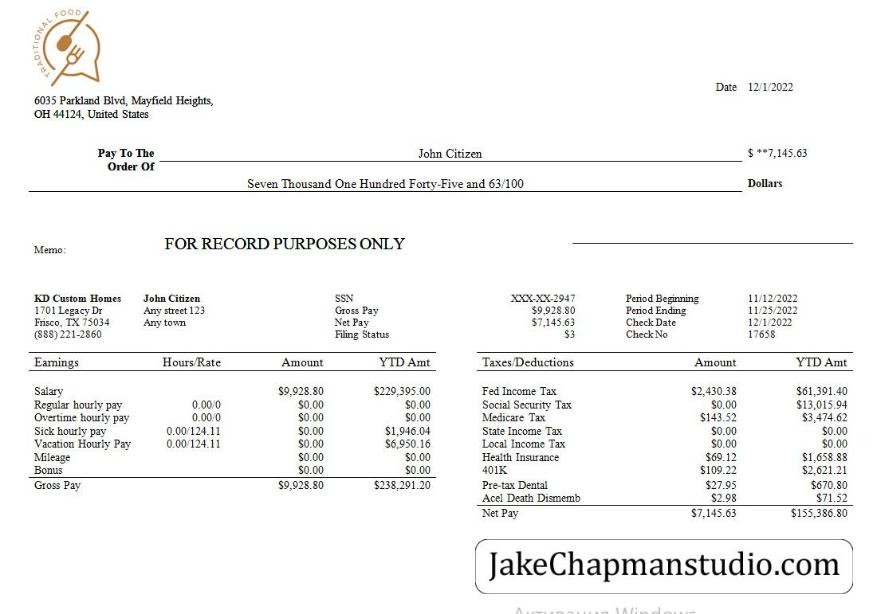 TRADITIONAL FOOD
Date 12/1/2022
6035 Parkland Blvd, Mayfield Heights,
OH 44124, United States
Pay To The Order Of John Citizen $ **7,145.63
Seven Thousand One Hundred Forty-Five and 63/100 Dollars
Memo: FOR RECORD PURPOSES ONLY
KD Custom Homes John Citizen SSN XXX-XX-2947 Period Beginning 11/12/2022
1701 Legacy Dr Any street 123 Gross Pay $9,928.80 Period Ending 11/25/2022
Frisco, TX 75034 Any town Net Pay $7,145.63 Check Date 12/1/2022
(888) 221-2860 Filing Status $3 Check No 17658
Earnings Hours/Rate Amount YTD Amt Taxes/Deductions Amount YTD Amt
Salary $9,928.80 $229,395.00 Fed Income Tax $2,430.38 $61,391.40
Regular hourly pay 0.00/0 $0.00 $0.00 Social Security Tax $0.00 $13,015.94
Overtime hourly pay 0.00/0 $0.00 $0.00 Medicare Tax $143.52 $3,474.62
Sick hourly pay 0.00/124.11 $0.00 $1,946.04 State Income Tax $0.00 $0.00
Vacation Hourly Pay 0.00/124.11 $0.00 $6,950.16 Local Income Tax $0.00 $0.00
Mileage $0.00 $0.00 Health Insurance $69.12 $1,658.88
Bonus $0.00 $0.00 401K $109.22 $2,621.21
Gross Pay $9,928.80 $238,291.20 Pre-tax Dental $27.95 $670.80
Acel Death Dismemb $2.98 $71.52
Net Pay $7,145.63 $155,386.80
JakeChapmanstudio.com
Активация Windows